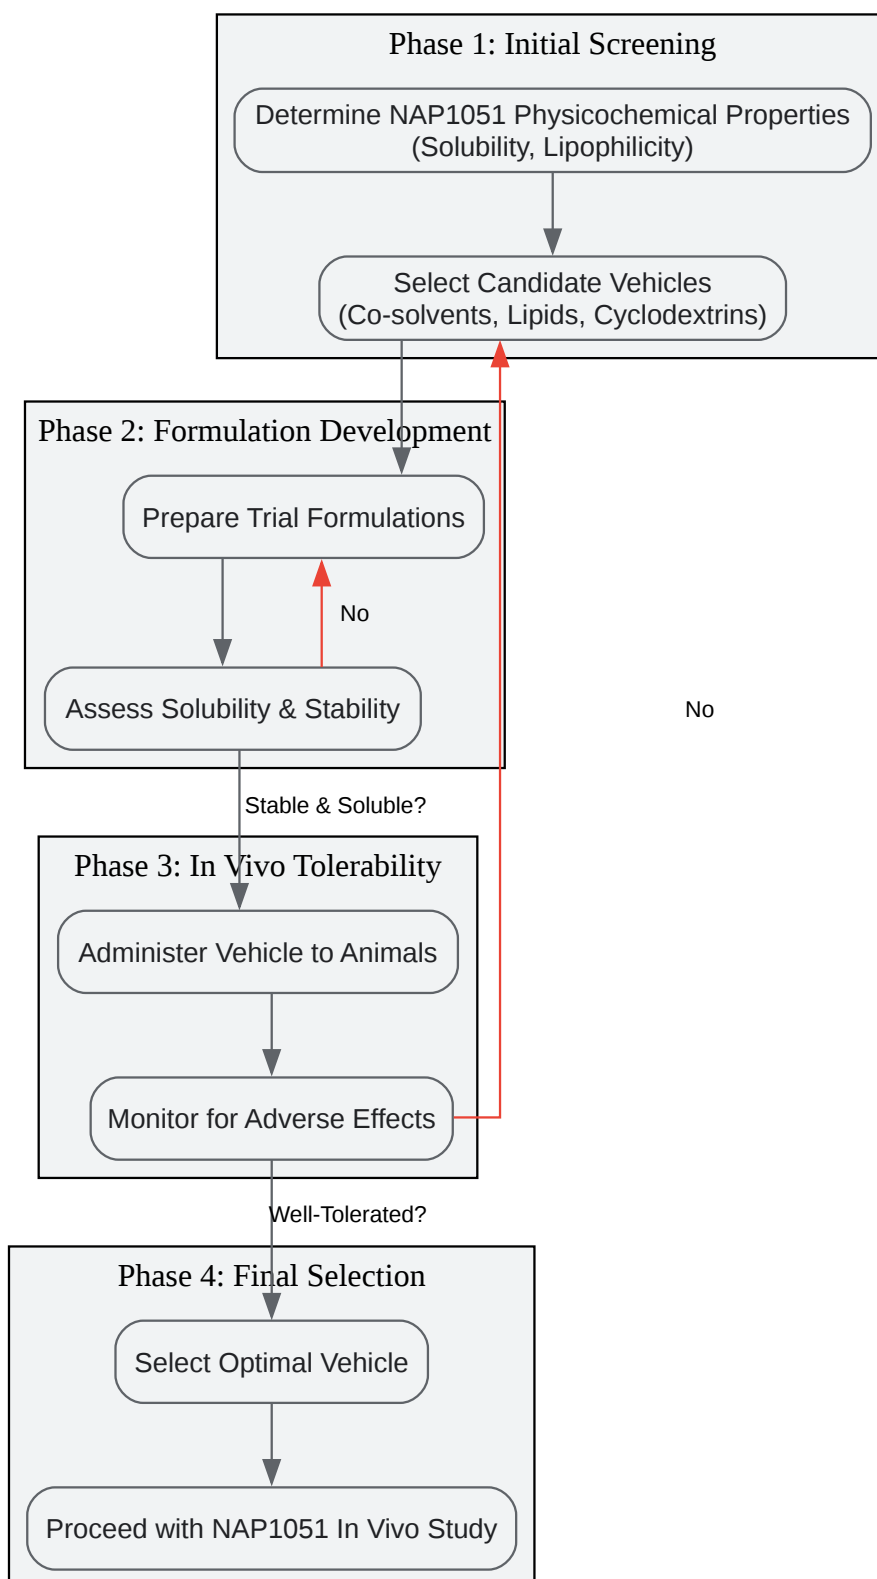 Phase 1: Initial Screening
Determine NAP1051 Physicochemical Properties
(Solubility, Lipophilicity)
Select Candidate Vehicles
(Co-solvents, Lipids, Cyclodextrins)
Phase 2: Formulation Development
Prepare Trial Formulations
No
Assess Solubility & Stability
No
Stable & Soluble?
Phase 3: In Vivo Tolerability
Administer Vehicle to Animals
Monitor for Adverse Effects
Well-Tolerated?
Phase 4: Final Selection
Select Optimal Vehicle
Proceed with NAP1051 In Vivo Study